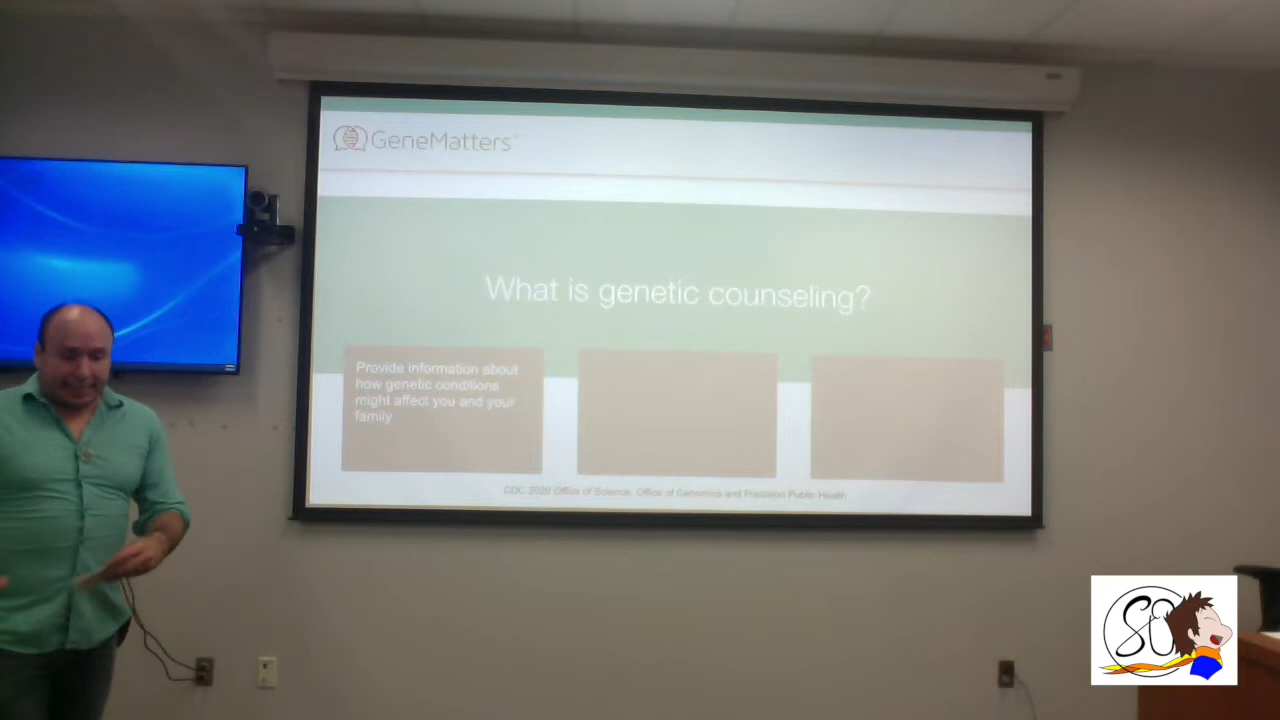 GeneMatters
What is genetic counseling?
Provide information about
how genetic conditions
might affect you and your
family
CDC 2020 Office of Science, Office of Genomics and Precision Public Health